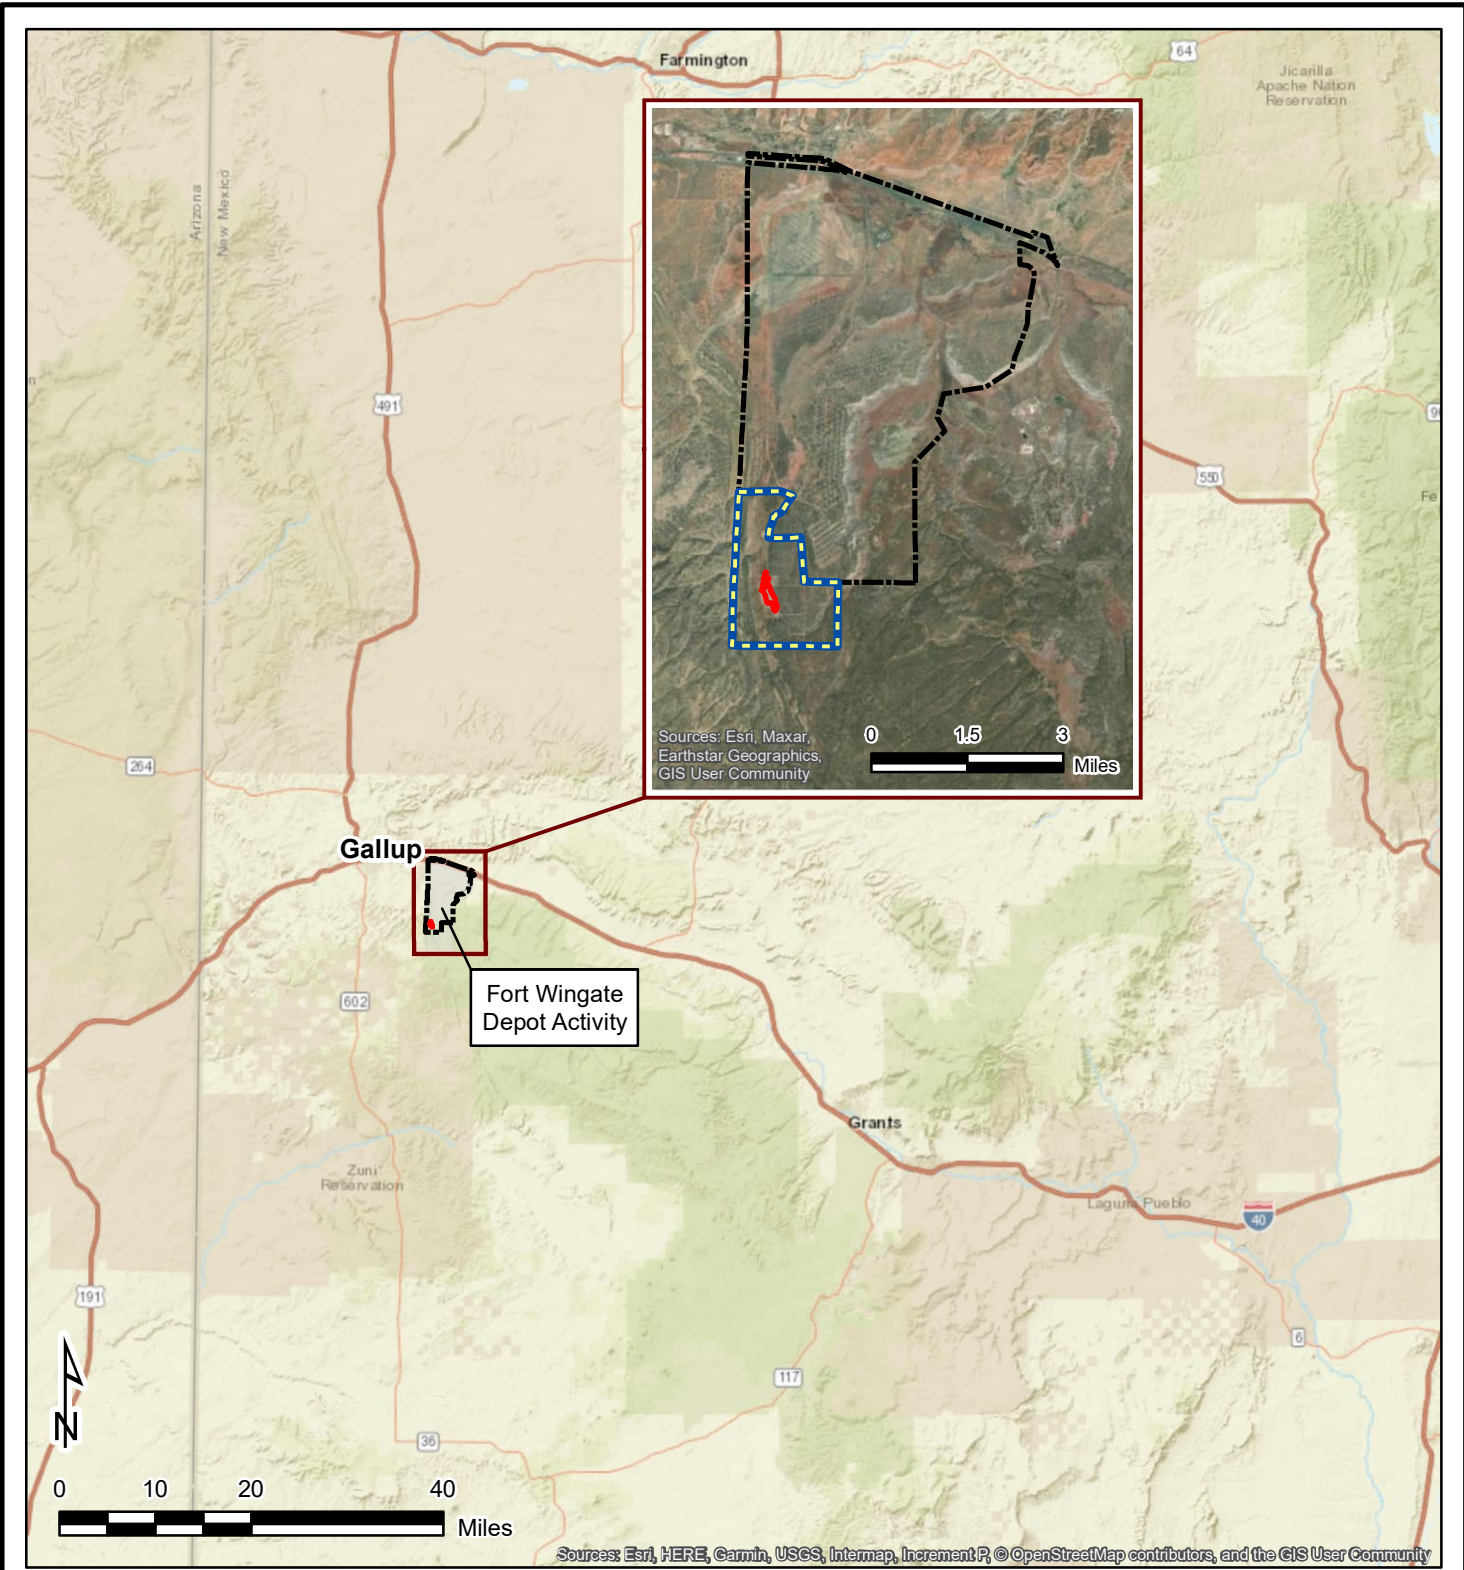 Farmington
64
Jicarilla
Apache Nation
Reservation
Arizona
New Mexico
n
491
9
550
Fe
Sources: Esri, Maxar,
Earthstar Geographics,
GIS User Community
0 1.5 3
Miles
264
Gallup
602
Fort Wingate
Depot Activity
Grants
Zuni
Reservation
Laguna Pueblo
40
191
6
117
36
N
0 10 20 40
Miles
Sources: Esri, HERE, Garmin, USGS, Intermap, Increment P, © OpenStreetMap contributors, and the GIS User Community